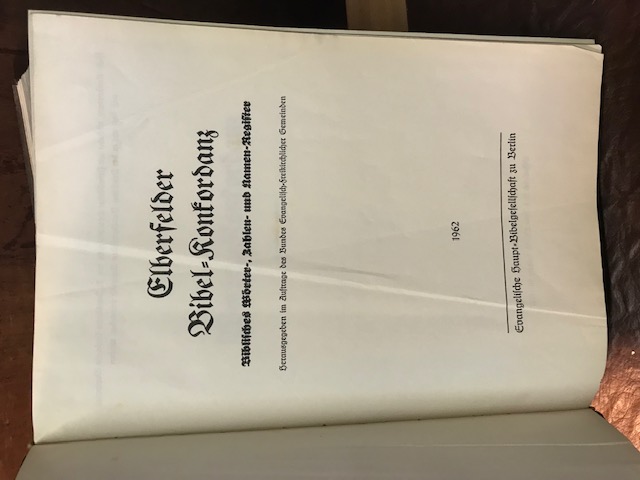 Elberfelder
Bibel-Konkordanz
Biblisches Wörter-, Zahlen- und Namen-Register
Herausgegeben im Auftrage des Bundes Evangelisch-Freikirchlicher Gemeinden
1962
Evangelische Haupt-Bibelgesellschaft zu Berlin